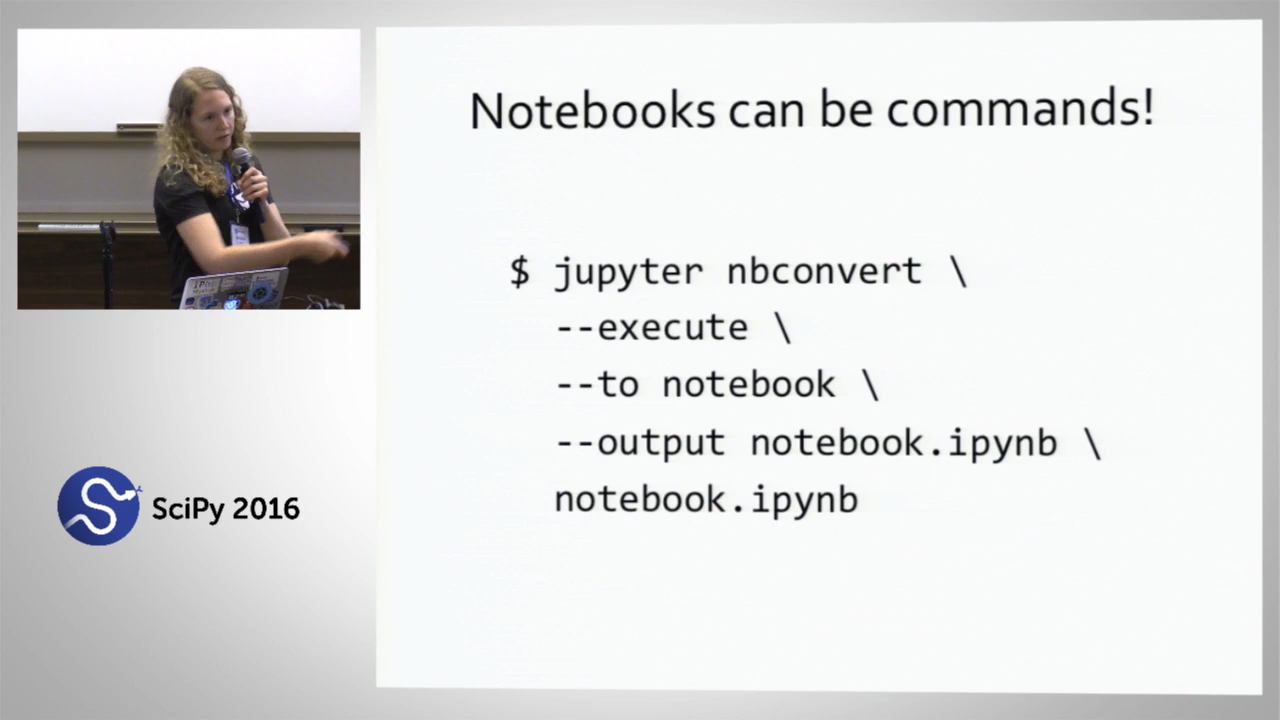 Notebooks can be commands!
$ jupyter nbconvert \
--execute \
--to notebook \
--output notebook.ipynb \
notebook.ipynb
SciPy 2016